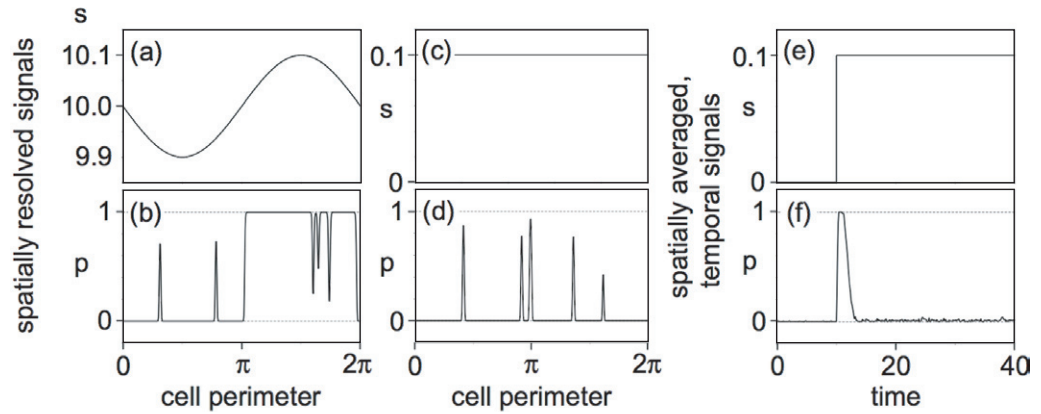 spatially resolved signals
s
(a)
10.1
10.0
9.9
(b)
1
p
0
0
π
2π
cell perimeter
(c)
0.1
s
0
(d)
1
p
0
0
π
2π
cell perimeter
spatially averaged,
temporal signals
(e)
0.1
s
0
(f)
1
p
0
0
20
40
time